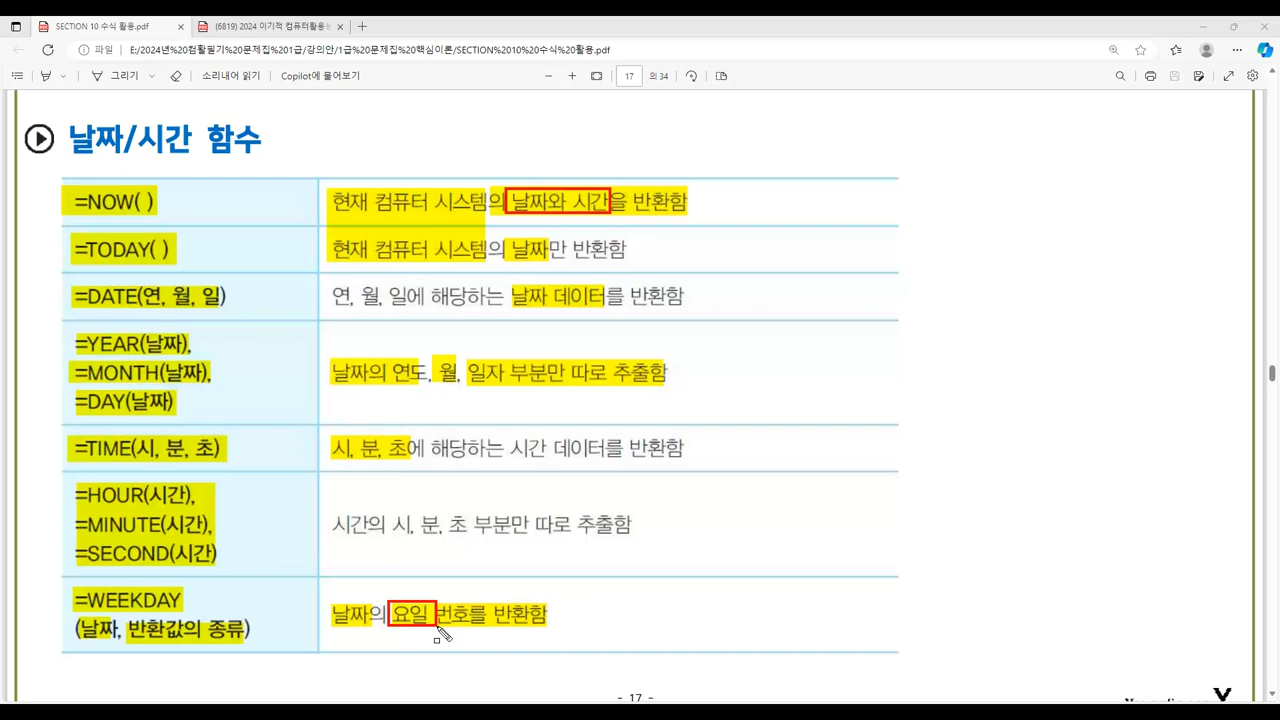 SECTION 10 수식 활용.pdf
(6819) 2024 이기적 컴퓨터활용능
파일
E:/2024년%20컴활필기%20문제집%201급/강의안/1급%20문제집%20핵심이론/SECTION%2010%20수식%20활용.pdf
그리기
소리내어 읽기
Copilot에 물어보기
17
의 34
날짜/시간 함수
=NOW( )
현재 컴퓨터 시스템의 날짜와 시간을 반환함
=TODAY( )
현재 컴퓨터 시스템의 날짜만 반환함
=DATE(연, 월, 일)
연, 월, 일에 해당하는 날짜 데이터를 반환함
=YEAR(날짜),
=MONTH(날짜),
=DAY(날짜)
날짜의 연도, 월, 일자 부분만 따로 추출함
=TIME(시, 분, 초)
시, 분, 초에 해당하는 시간 데이터를 반환함
=HOUR(시간),
=MINUTE(시간),
=SECOND(시간)
시간의 시, 분, 초 부분만 따로 추출함
=WEEKDAY
(날짜, 반환값의 종류)
날짜의 요일 번호를 반환함
- 17 -